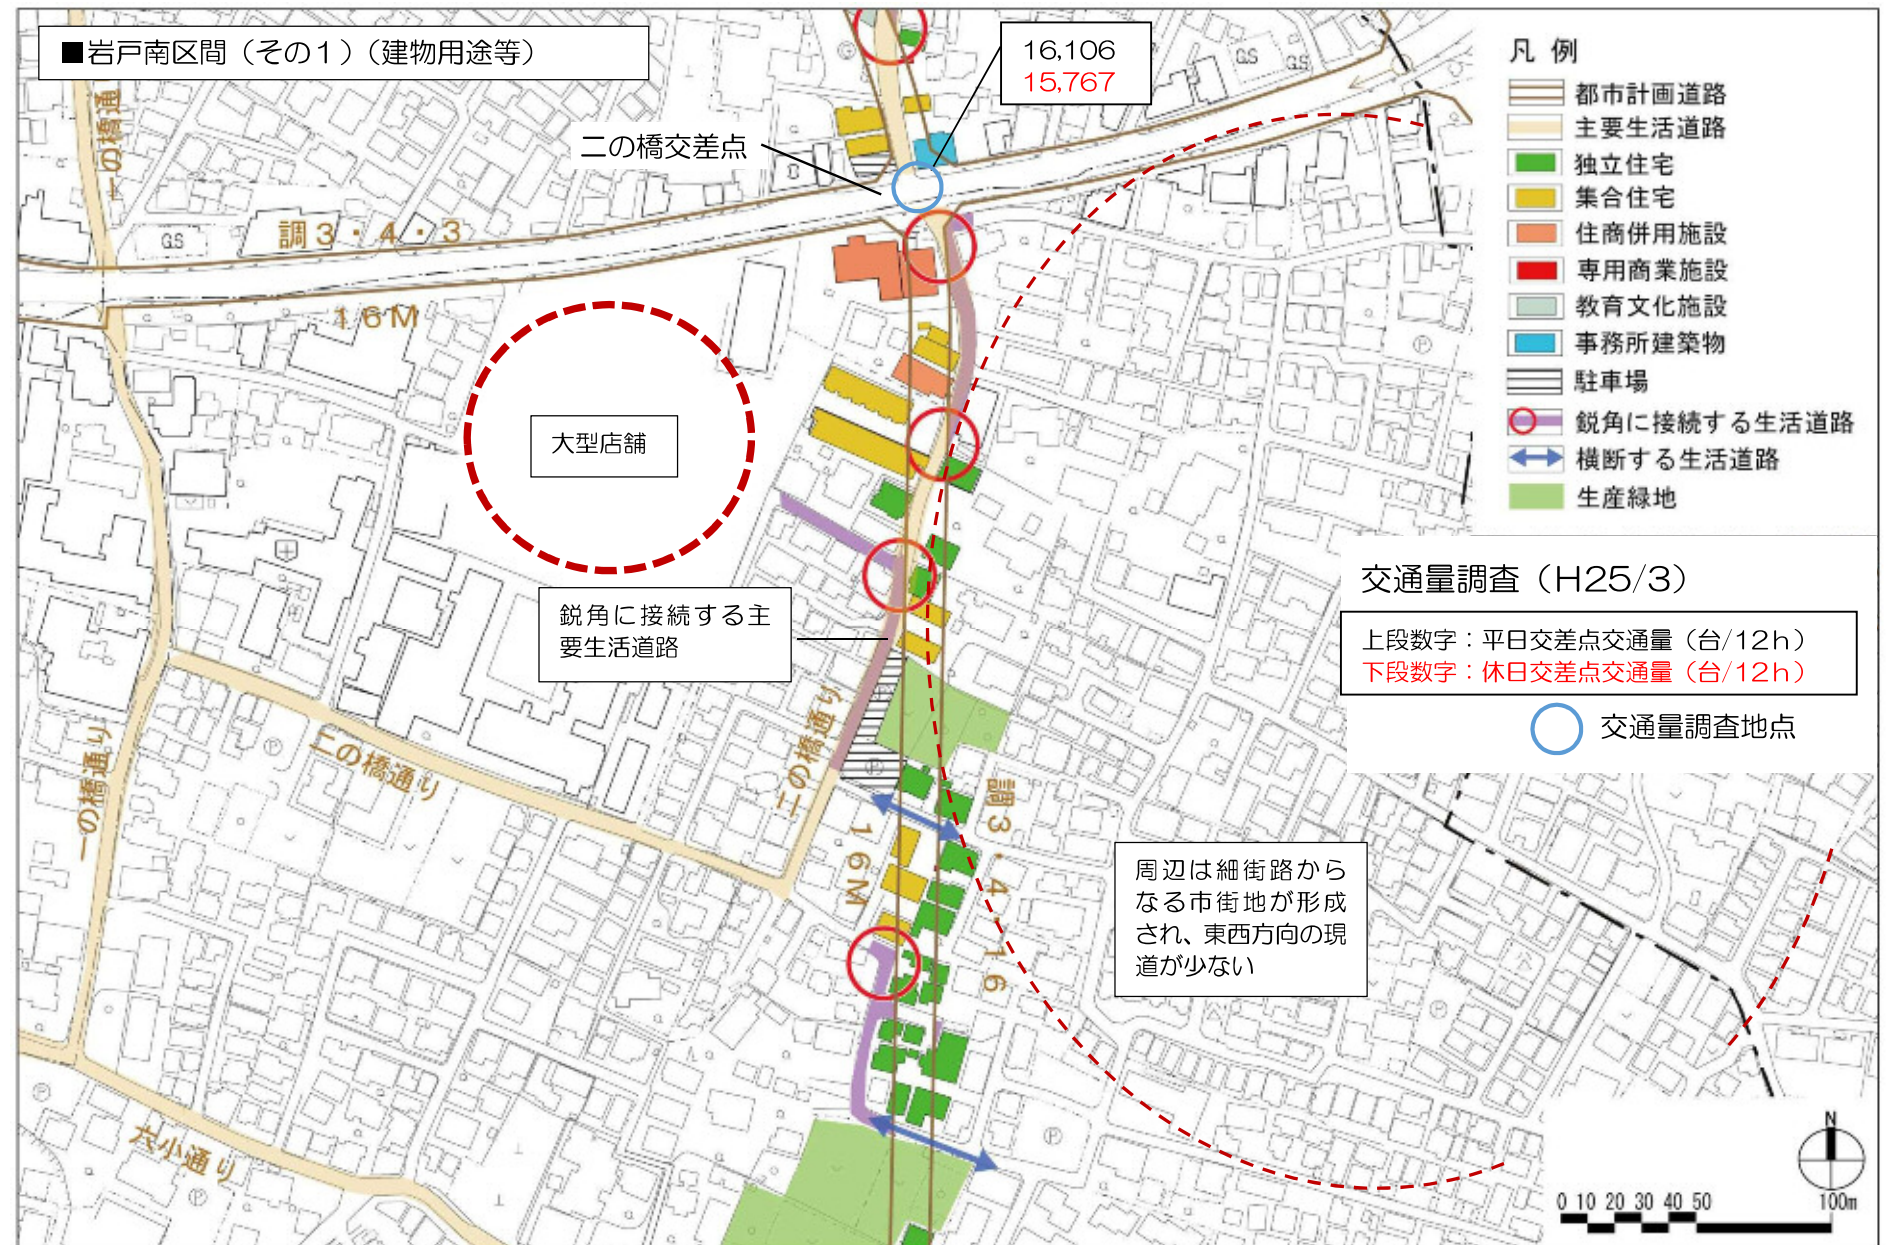 ■岩戸南区間（その１）（建物用途等）
16,106
15,767
二の橋交差点
一の橋通り
GS
GS
GS
調３・４・３
１６Ｍ
大型店舗
鋭角に接続する主
要生活道路
二の橋通り
二の橋通り
一の橋通り
六小通り
１６Ｍ
調３・４・１６
周辺は細街路から
なる市街地が形成
され、東西方向の現
道が少ない
凡 例
都市計画道路
主要生活道路
独立住宅
集合住宅
住商併用施設
専用商業施設
教育文化施設
事務所建築物
駐車場
鋭角に接続する生活道路
横断する生活道路
生産緑地
交通量調査（Ｈ25/3）
上段数字：平日交差点交通量（台/12ｈ）
下段数字：休日交差点交通量（台/12ｈ）
交通量調査地点
N
0 10 20 30 40 50 100m